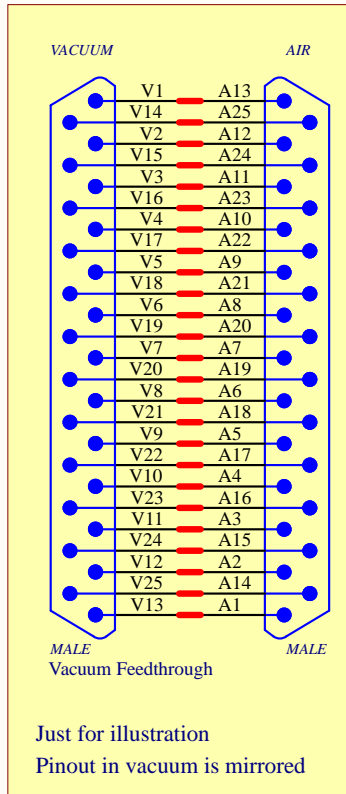 VACUUM AIR
V1 A13
V14 A25
V2 A12
V15 A24
V3 A11
V16 A23
V4 A10
V17 A22
V5 A9
V18 A21
V6 A8
V19 A20
V7 A7
V20 A19
V8 A6
V21 A18
V9 A5
V22 A17
V10 A4
V23 A16
V11 A3
V24 A15
V12 A2
V25 A14
V13 A1
MALE MALE
Vacuum Feedthrough
Just for illustration
Pinout in vacuum is mirrored